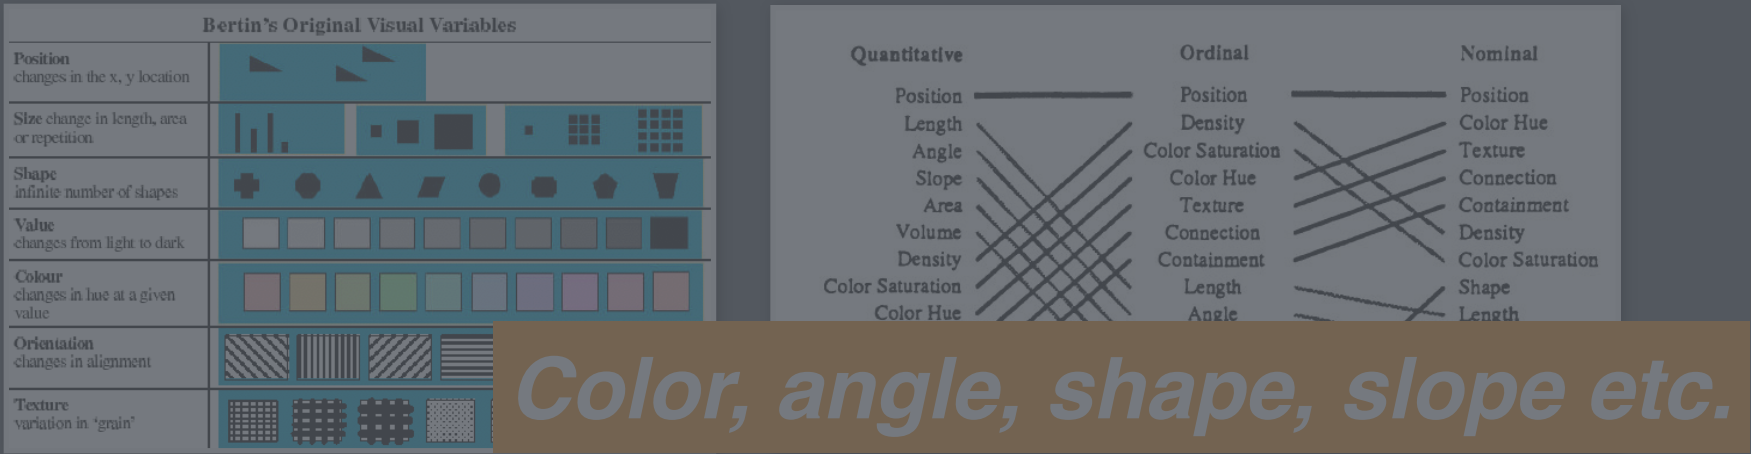 Bertin's Original Visual Variables
Position
changes in the x, y location
Size change in length, area
or repetition
Shape
infinite number of shapes
Value
changes from light to dark
Colour
changes in hue at a given
value
Orientation
changes in alignment
Texture
variation in 'grain'
Quantitative Ordinal Nominal
Position Position Position
Length Density Color Hue
Angle Color Saturation Texture
Slope Color Hue Connection
Area Texture Containment
Volume Connection Density
Density Containment Color Saturation
Color Saturation Length Shape
Color Hue Angle Length
Color, angle, shape, slope etc.